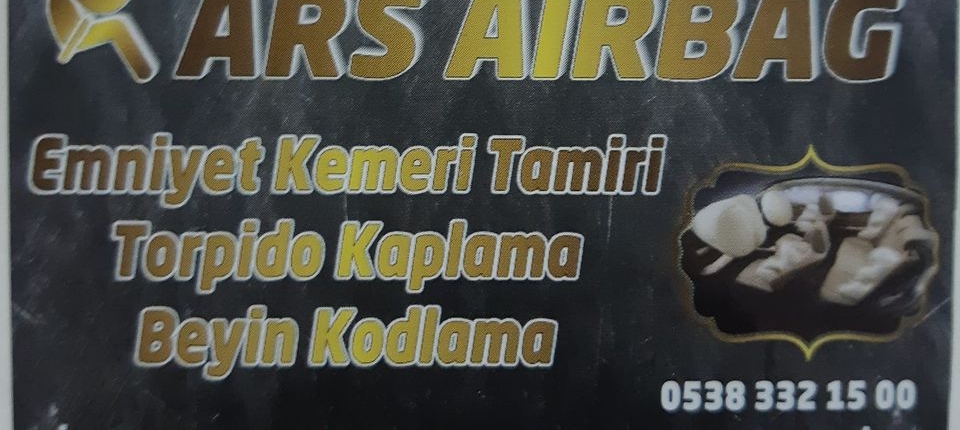 ARS AIRBAG
Emniyet Kemeri Tamiri
Torpido Kaplama
Beyin Kodlama
0538 332 15 00